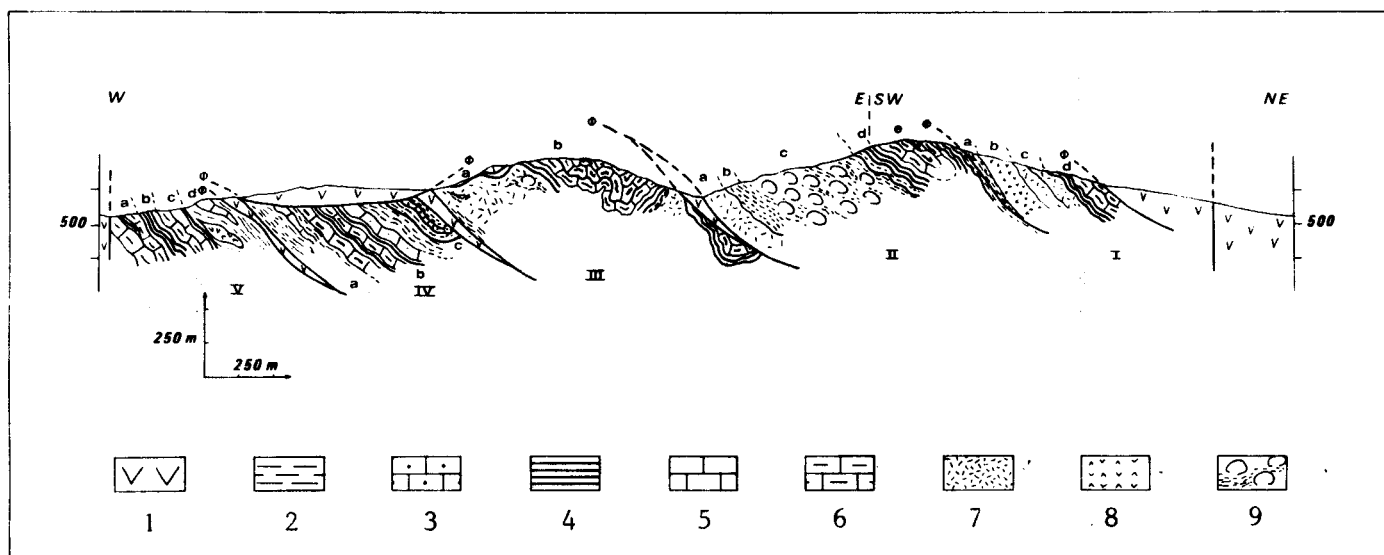 W
E SW
NE
Φ
b
d e Φ
a b c Φ
Φ
a
a b
c
d
Φ
a b c d Φ
500
500
c
b
a
V
IV
III
II
I
250 m
250 m
1 2 3 4 5 6 7 8 9